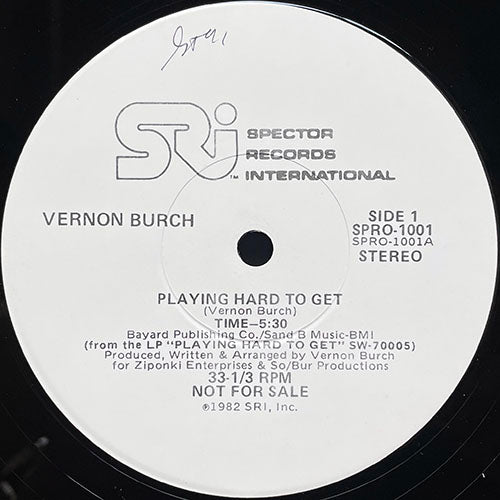 SRi SPECTOR
RECORDS
™ INTERNATIONAL
VERNON BURCH
SIDE 1
SPRO-1001
SPRO-1001A
STEREO
PLAYING HARD TO GET
(Vernon Burch)
TIME—5:30
Bayard Publishing Co./Sand B Music-BMI
(from the LP "PLAYING HARD TO GET" SW-70005)
Produced, Written & Arranged by Vernon Burch
for Ziponki Enterprises & So/Bur Productions
33-1/3 RPM
NOT FOR SALE
℗1982 SRI, Inc.